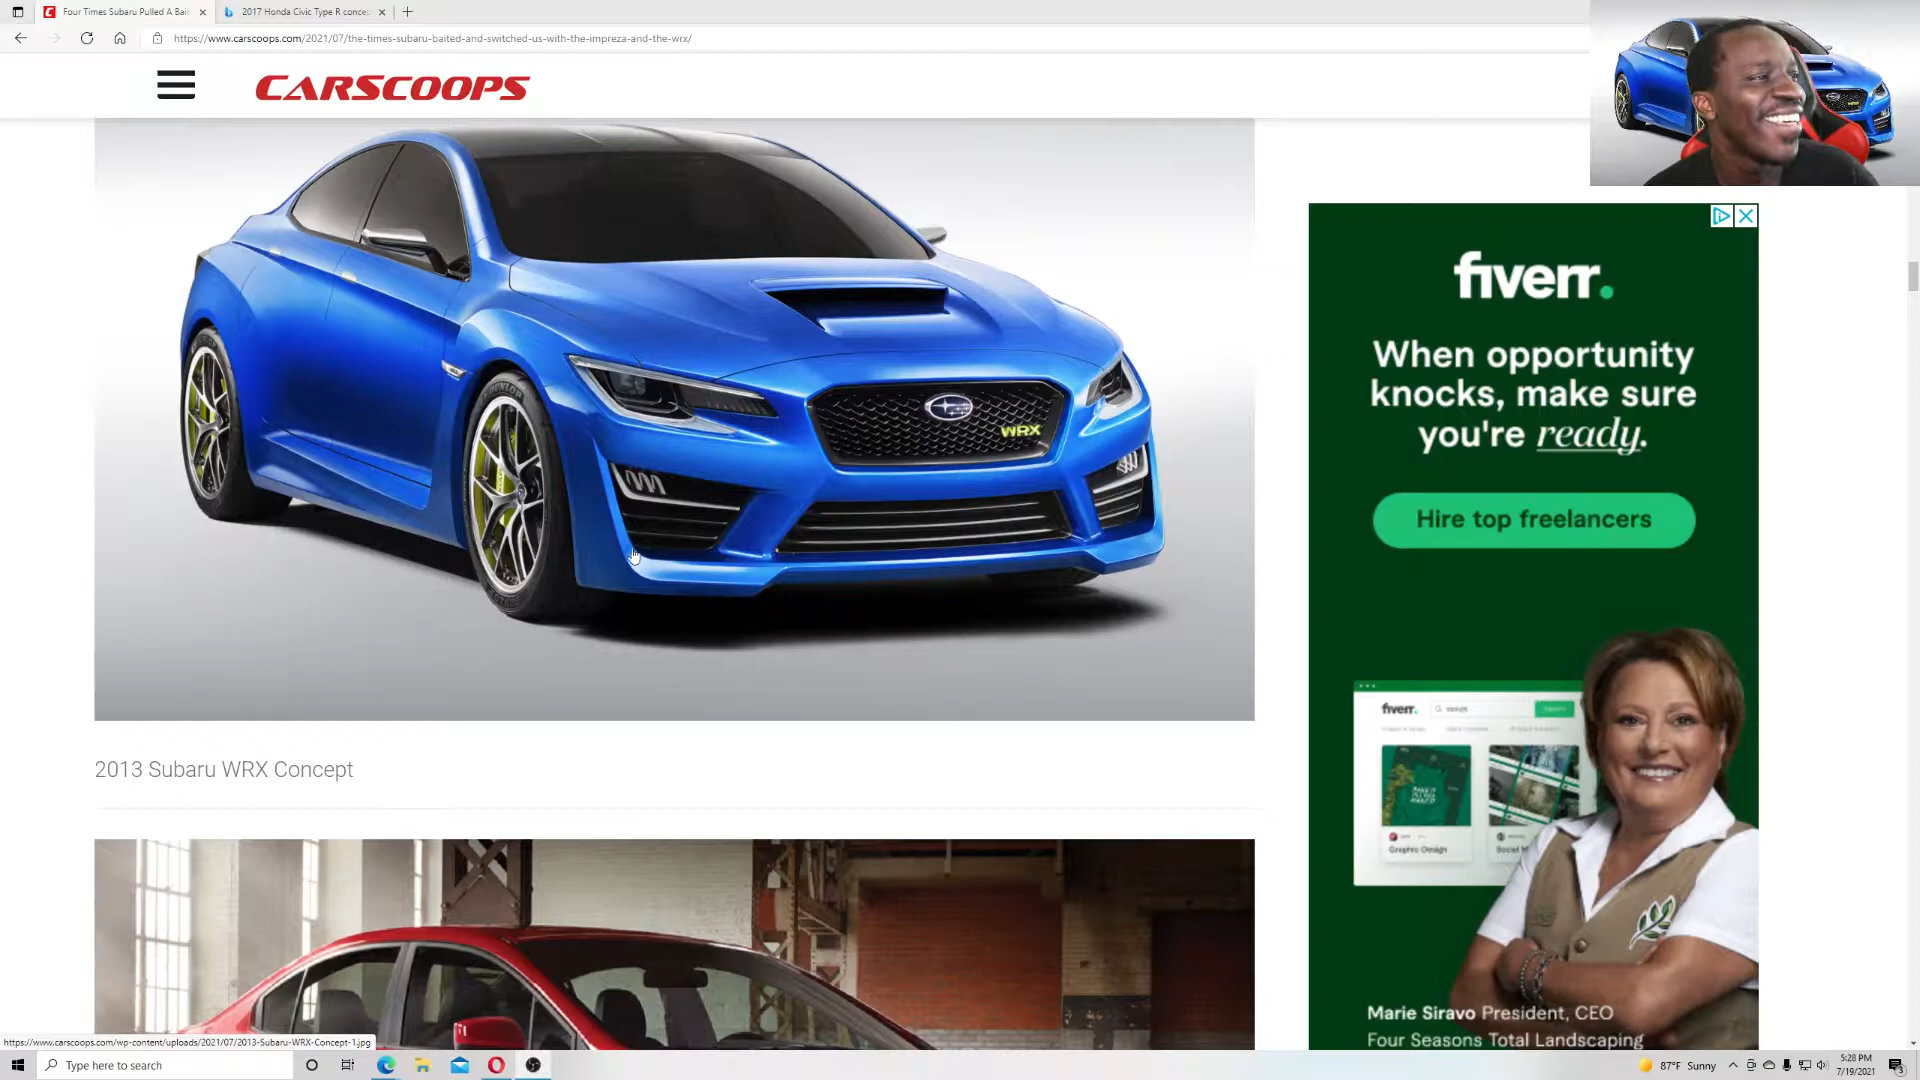 Four Times Subaru Pulled A Bait
2017 Honda Civic Type R conce
https://www.carscoops.com/2021/07/the-times-subaru-baited-and-switched-us-with-the-impreza-and-the-wrx/
CARSCOOPS
WRX
DUNLOP
fiverr.
When opportunity
knocks, make sure
you're ready.
Hire top freelancers
fiverr.
Graphic Design
Social M
2013 Subaru WRX Concept
Marie Siravo President, CEO
Four Seasons Total Landscaping
https://www.carscoops.com/wp-content/uploads/2021/07/2013-Subaru-WRX-Concept-1.jpg
Type here to search
87°F Sunny
5:28 PM
7/19/2021